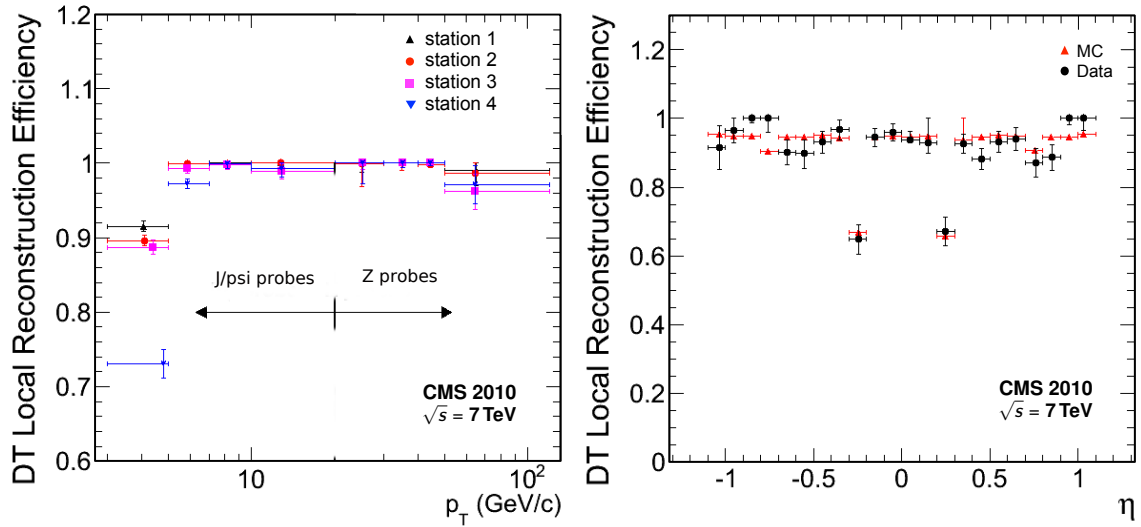 DT Local Reconstruction Efficiency
1.2
1.1
1
0.9
0.8
0.7
0.6
station 1
station 2
station 3
station 4
J/psi probes
Z probes
CMS 2010
√s = 7 TeV
10
10²
p_T (GeV/c)
DT Local Reconstruction Efficiency
1.2
1
0.8
0.6
0.4
0.2
0
MC
Data
CMS 2010
√s = 7 TeV
-1
-0.5
0
0.5
1
η